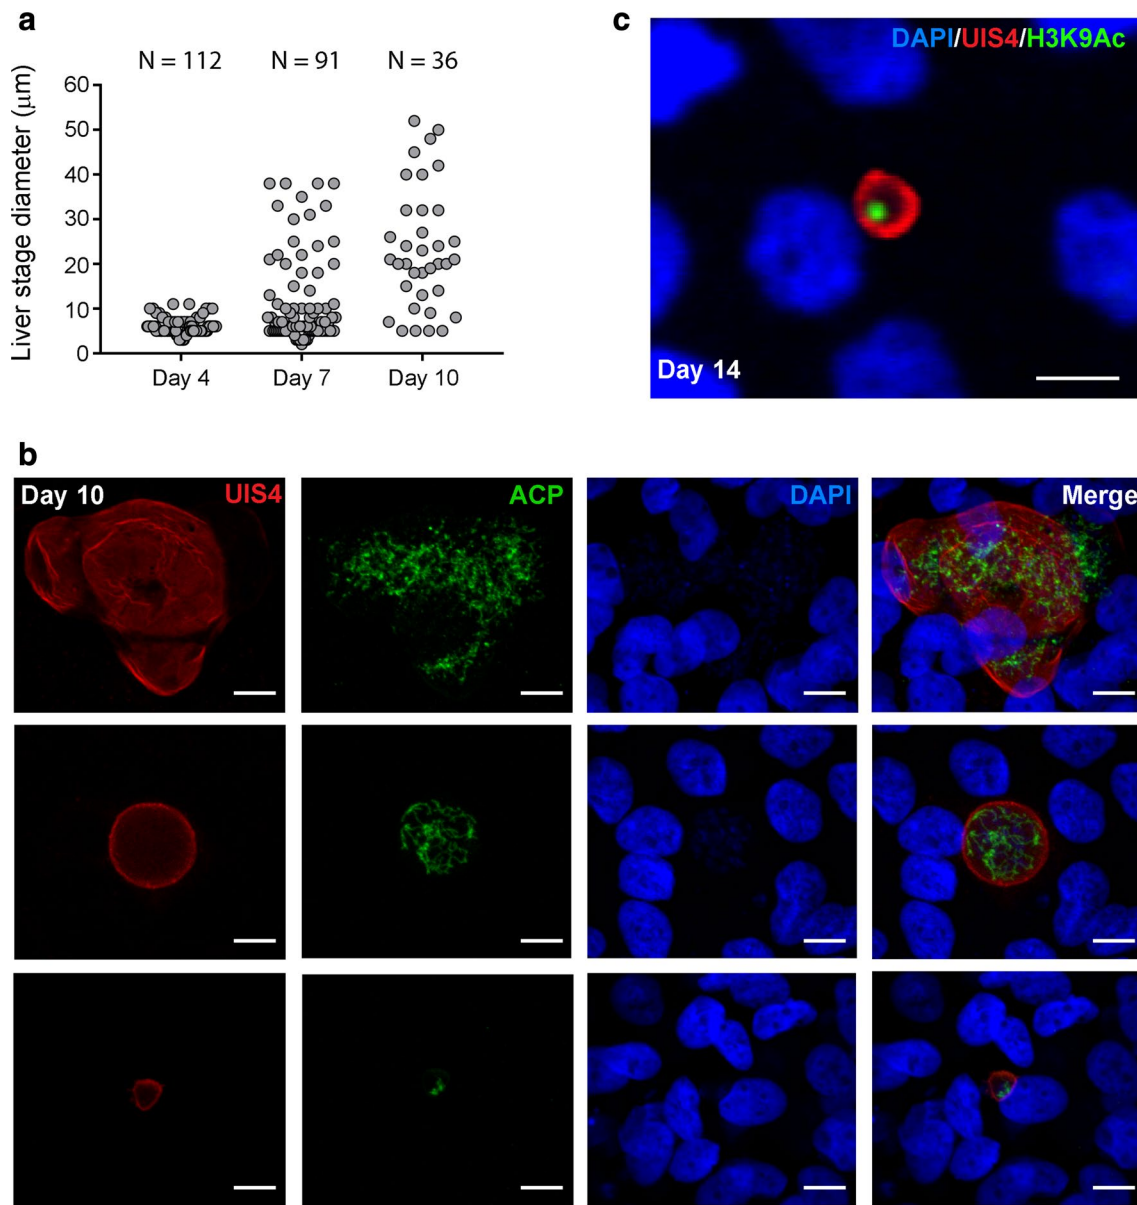 a
N = 112 N = 91 N = 36
Liver stage diameter (μm)
60
50
40
30
20
10
0
Day 4 Day 7 Day 10
c
DAPI/UIS4/H3K9Ac
Day 14
b
Day 10 UIS4 ACP DAPI Merge